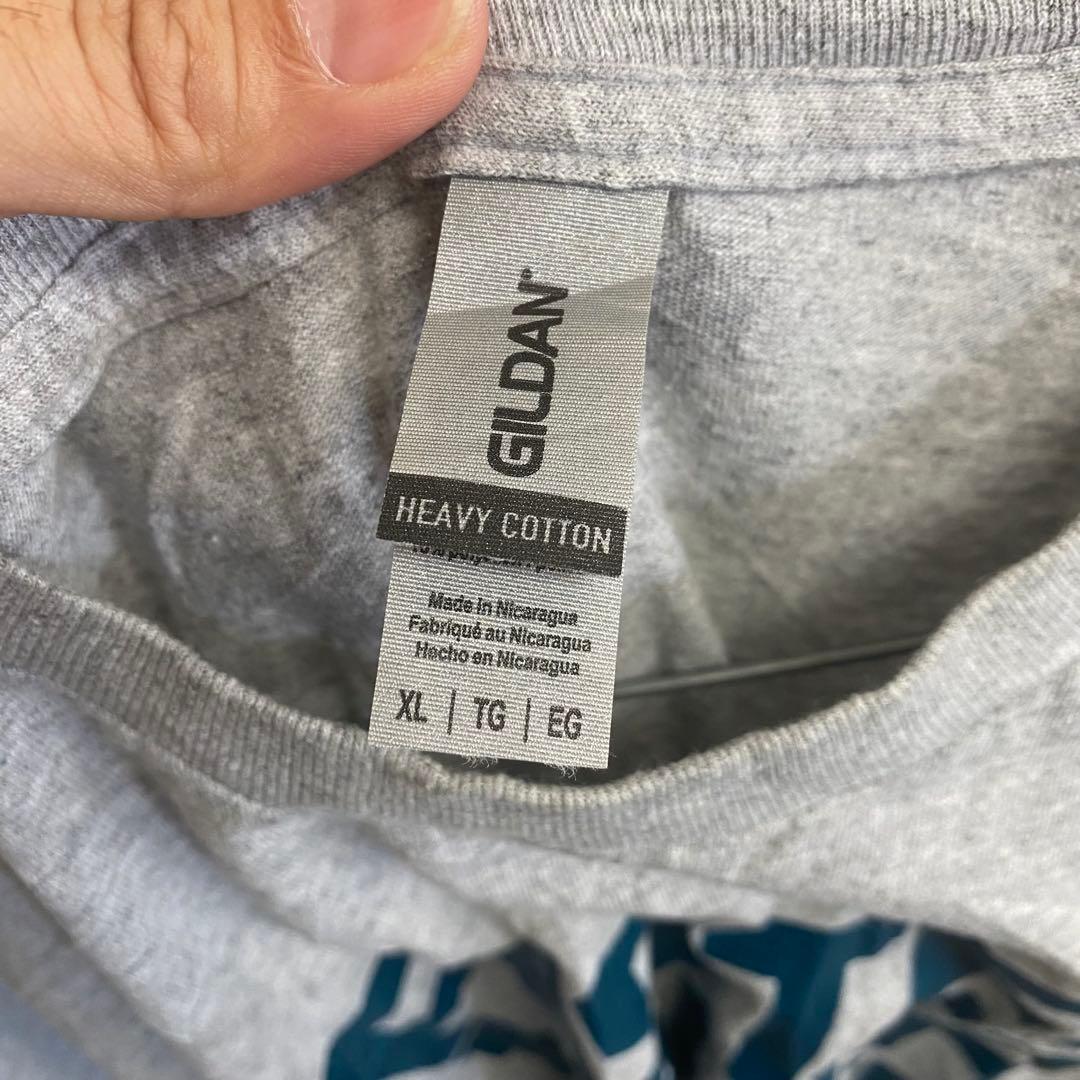 GILDAN®
HEAVY COTTON
Made in Nicaragua
Fabriqué au Nicaragua
Hecho en Nicaragua
XL | TG | EG